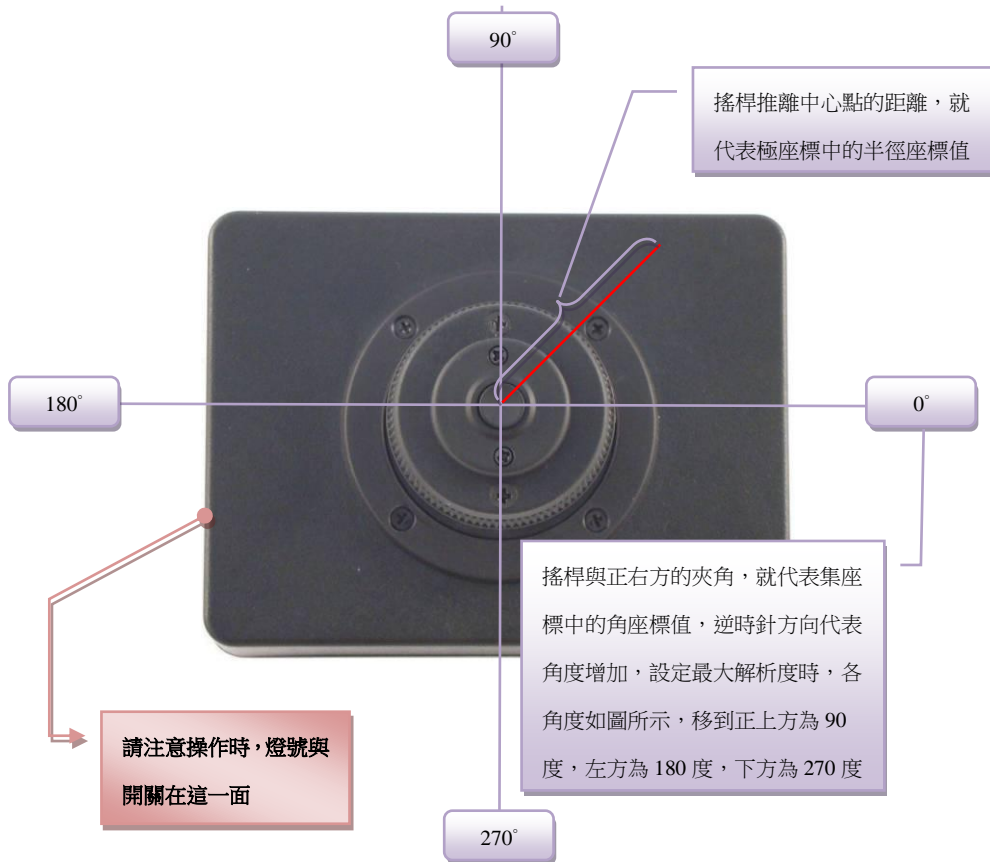 90°
搖桿推離中心點的距離，就
代表極座標中的半徑座標值
180°
0°
搖桿與正右方的夾角，就代表集座
標中的角座標值，逆時針方向代表
角度增加，設定最大解析度時，各
角度如圖所示，移到正上方為 90
度，左方為 180 度，下方為 270 度
請注意操作時，燈號與
開關在這一面
270°